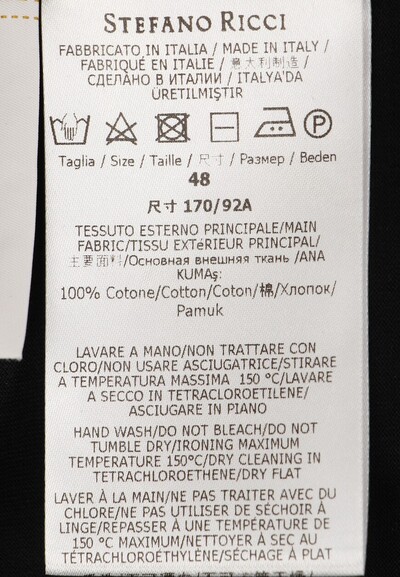 STEFANO RICCI
FABBRICATO IN ITALIA / MADE IN ITALY /
FABRIQUÉ EN ITALIE / 意大利制造 /
СДЕЛАНО В ИТАЛИИ / ITALYA'DA
ÜRETILMIŞTIR
P
Taglia / Size / Taille / 尺寸 / Размер / Beden
48
尺寸 170/92A
TESSUTO ESTERNO PRINCIPALE/MAIN
FABRIC/TISSU EXTéRIEUR PRINCIPAL/
主要面料/Основная внешняя ткань /ANA
KUMAş:
100% Cotone/Cotton/Coton/棉/Хлопок/
Pamuk
LAVARE A MANO/NON TRATTARE CON
CLORO/NON USARE ASCIUGATRICE/STIRARE
A TEMPERATURA MASSIMA 150 °C/LAVARE
A SECCO IN TETRACLOROETILENE/
ASCIUGARE IN PIANO
HAND WASH/DO NOT BLEACH/DO NOT
TUMBLE DRY/IRONING MAXIMUM
TEMPERATURE 150°C/DRY CLEANING IN
TETRACHLOROETHENE/DRY FLAT
LAVER À LA MAIN/NE PAS TRAITER AVEC DU
CHLORE/NE PAS UTILISER DE SÉCHOIR À
LINGE/REPASSER À UNE TEMPÉRATURE DE
150 °C MAXIMUM/NETTOYER À SEC AU
TÉTRACHLOROÉTHYLÈNE/SÉCHAGE À PLAT